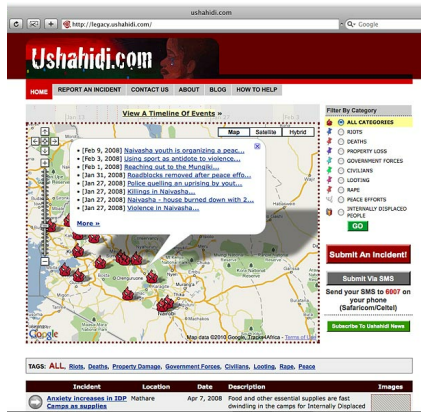 ushahidi.com
http://legacy.ushahidi.com/
Google
Ushahidi.com
HOME REPORT AN INCIDENT CONTACT US ABOUT BLOG HOW TO HELP
View A Timeline Of Events »
Map Satellite Hybrid
[Feb 9, 2008] Naivasha youth is organizing a peac...
[Feb 3, 2008] Using sport as antidote to violence...
[Feb 1, 2008] Reaching out to the Mungiki...
[Jan 31, 2008] Roadblocks removed after peace effo...
[Jan 27, 2008] Police quelling an uprising by yout...
[Jan 27, 2008] Killings in Naivasha...
[Jan 27, 2008] Naivasha - house burned down with 2...
[Jan 27, 2008] Violence in Naivasha...
More »
Nairobi
Machakos
Garissa
Google
Map data ©2010 Google, Tracks4Africa - Terms of Use
Filter By Category
ALL CATEGORIES
RIOTS
DEATHS
PROPERTY LOSS
GOVERNMENT FORCES
CIVILIANS
LOOTING
RAPE
PEACE EFFORTS
INTERNALLY DISPLACED
PEOPLE
GO
Submit An Incident!
Submit Via SMS
Send your SMS to 6007 on
your phone
(Safaricom/Celtel)
Subscribe To Ushahidi News
TAGS: ALL, Riots, Deaths, Property Damage, Government Forces, Civilians, Looting, Rape, Peace
Incident Location Date Description Images
Anxiety increases in IDP Mathare Apr 7, 2008 Food and other essential supplies are fast
Camps as supplies dwindling in the camps for Internally Displaced